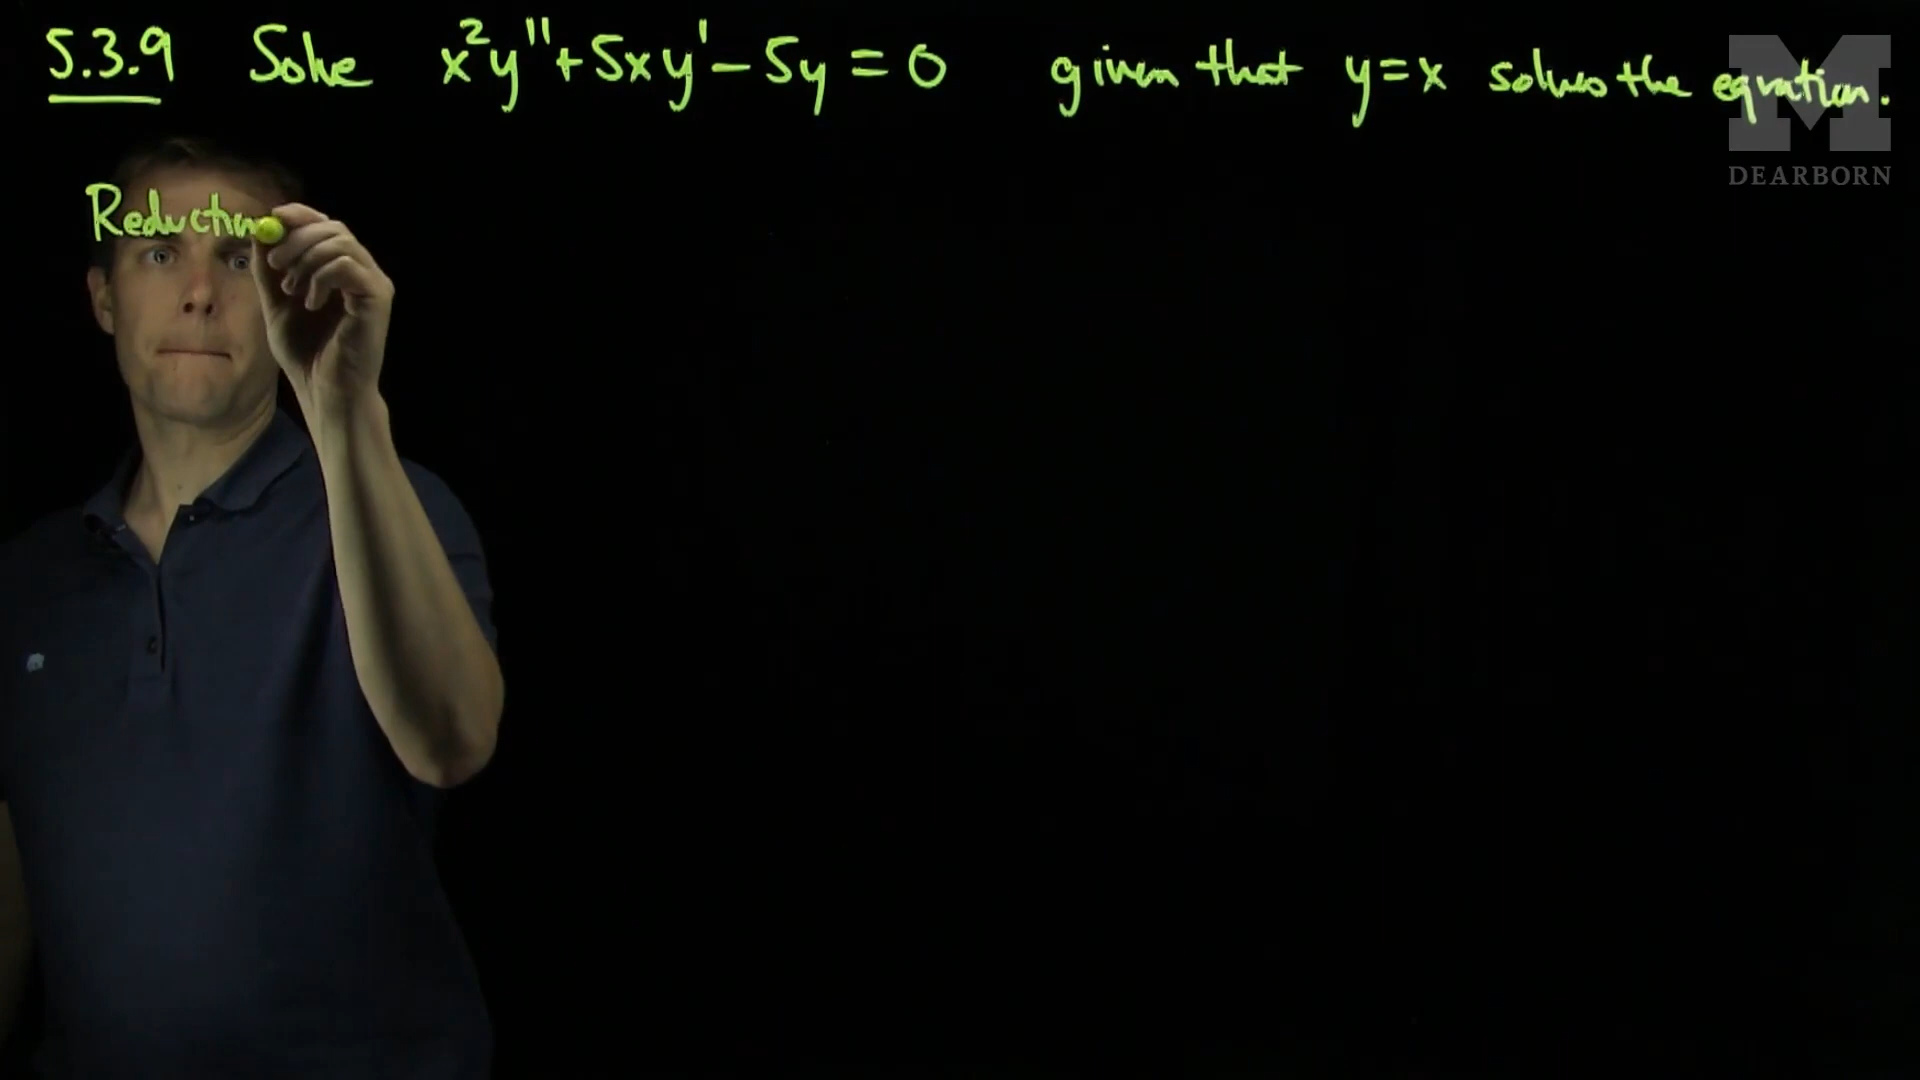 5.3.9 Solve x²y'' + 5xy' - 5y = 0 given that y = x solves the equation.
M
DEARBORN
Reduction